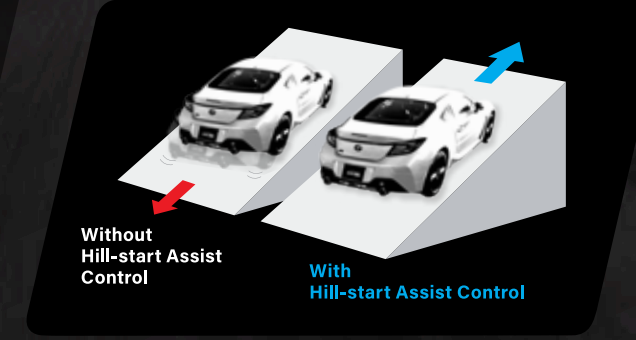 Without
Hill-start Assist
Control
With
Hill-start Assist Control